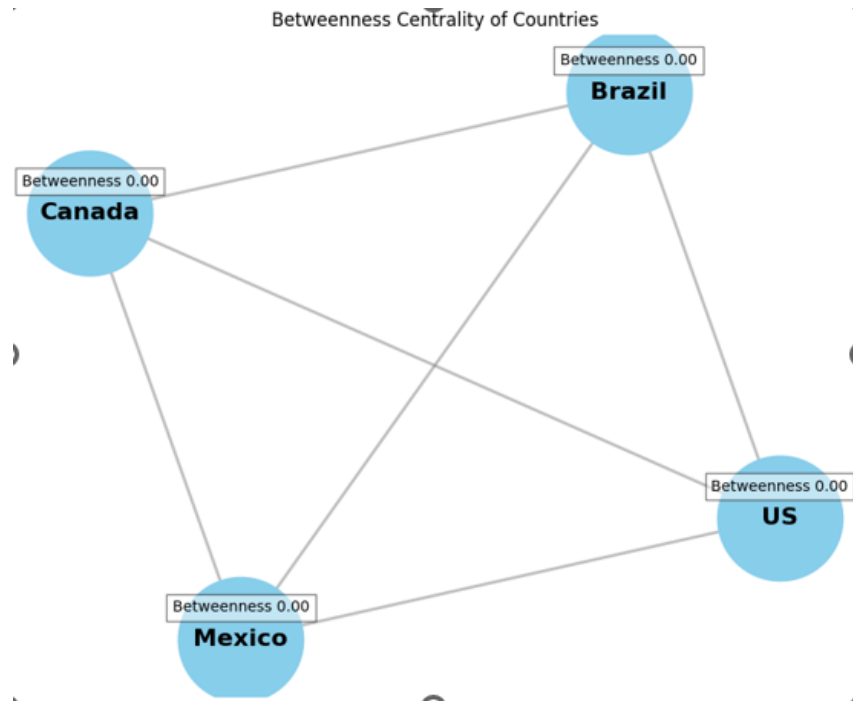 Betweenness Centrality of Countries
Betweenness 0.00
Brazil
Betweenness 0.00
Canada
Betweenness 0.00
US
Betweenness 0.00
Mexico